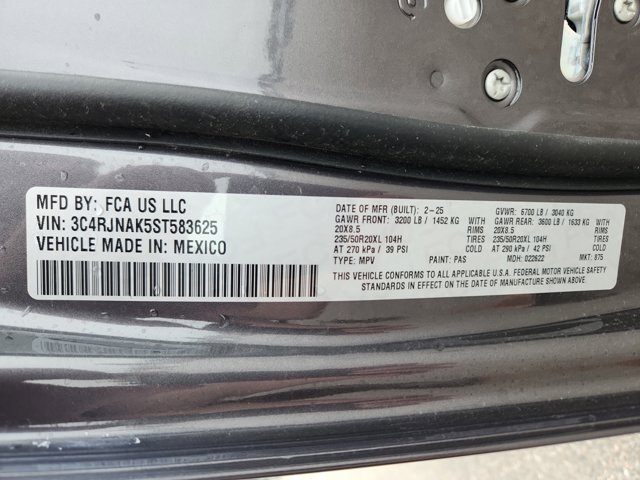 MFD BY: FCA US LLC
VIN: 3C4RJNAK5ST583625
VEHICLE MADE IN: MEXICO
DATE OF MFR (BUILT): 2-25 GVWR: 6700 LB / 3040 KG
GAWR FRONT: 3200 LB / 1452 KG GAWR REAR: 3600 LB / 1633 KG
20X8.5 RIMS 20X8.5 RIMS
235/50R20XL 104H TIRES 235/50R20XL 104H TIRES
AT 270 kPa / 39 PSI COLD AT 290 kPa / 42 PSI COLD
TYPE: MPV PAINT: PAS MDH: 022622 MKT: 875
THIS VEHICLE CONFORMS TO ALL APPLICABLE U.S.A. FEDERAL MOTOR VEHICLE SAFETY
STANDARDS IN EFFECT ON THE DATE OF MANUFACTURE SHOWN ABOVE.